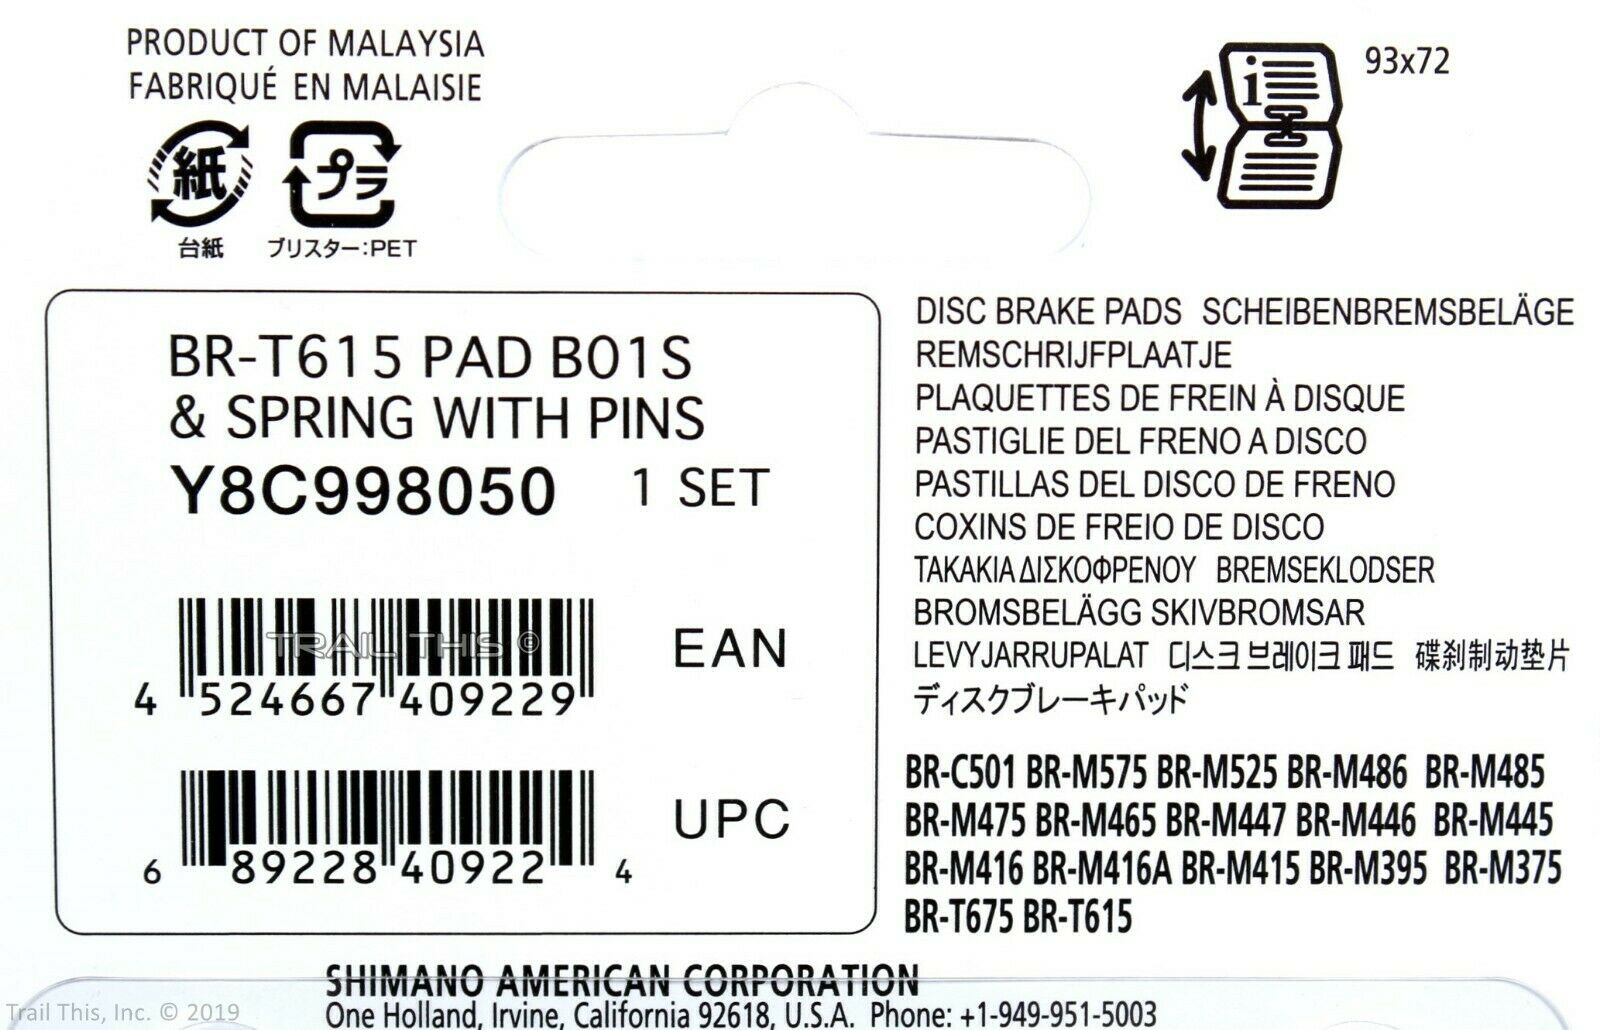 PRODUCT OF MALAYSIA
FABRIQUÉ EN MALAISIE
93x72
i
紙
プラ
台紙
ブリスター:PET
BR-T615 PAD B01S
& SPRING WITH PINS
Y8C998050 1 SET
TRAIL THIS ©
EAN
4 524667 409229
UPC
6 89228 40922 4
DISC BRAKE PADS SCHEIBENBREMSBELÄGE
REMSCHRIJFPLAATJE
PLAQUETTES DE FREIN À DISQUE
PASTIGLIE DEL FRENO A DISCO
PASTILLAS DEL DISCO DE FRENO
COXINS DE FREIO DE DISCO
ΤΑΚΑΚΙΑ ΔΙΣΚΟΦΡΕΝΟΥ BREMSEKLODSER
BROMSBELÄGG SKIVBROMSAR
LEVYJARRUPALAT 디스크 브레이크 패드 碟刹制动垫片
ディスクブレーキパッド
BR-C501 BR-M575 BR-M525 BR-M486 BR-M485
BR-M475 BR-M465 BR-M447 BR-M446 BR-M445
BR-M416 BR-M416A BR-M415 BR-M395 BR-M375
BR-T675 BR-T615
SHIMANO AMERICAN CORPORATION
One Holland, Irvine, California 92618, U.S.A. Phone: +1-949-951-5003
Trail This, Inc. © 2019